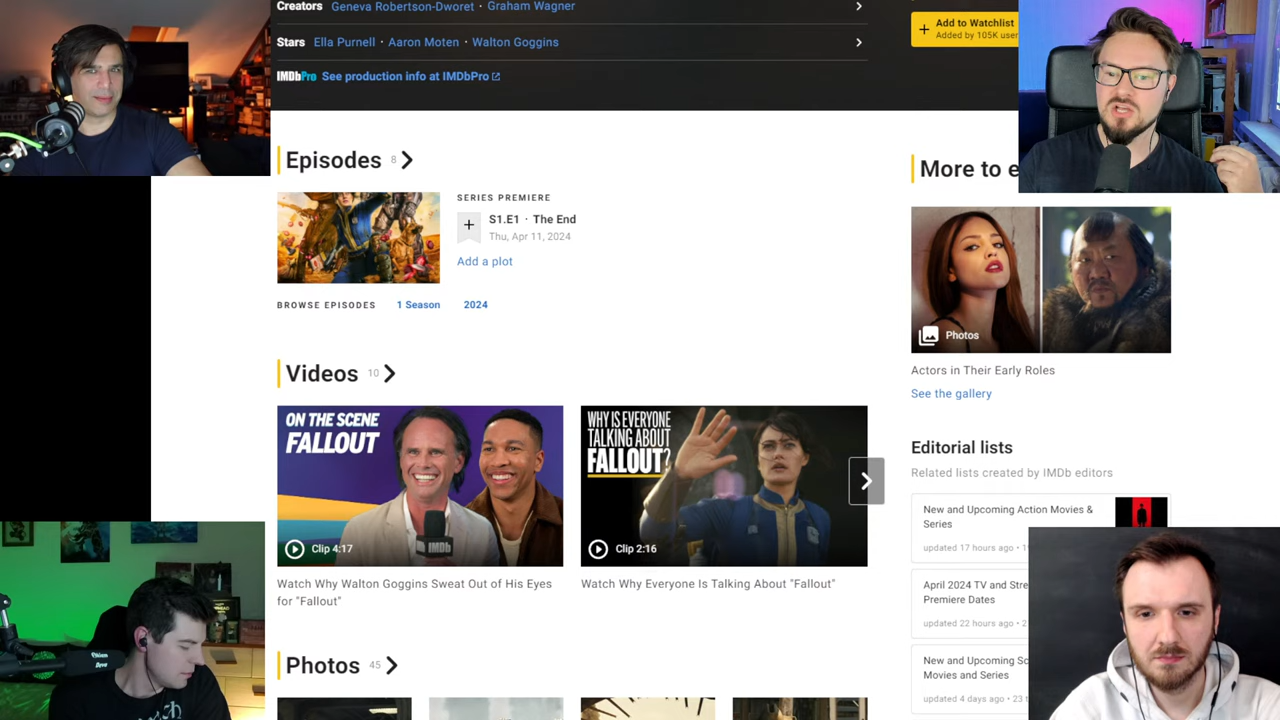 Creators Geneva Robertson-Dworet · Graham Wagner
Stars Ella Purnell · Aaron Moten · Walton Goggins
IMDbPro See production info at IMDbPro
Add to Watchlist
Added by 105K user
Episodes 8
SERIES PREMIERE
S1.E1 · The End
Thu, Apr 11, 2024
Add a plot
BROWSE EPISODES 1 Season 2024
Videos 10
ON THE SCENE
FALLOUT
IMDb
Clip 4:17
Watch Why Walton Goggins Sweat Out of His Eyes
for "Fallout"
WHY IS EVERYONE
TALKING ABOUT
FALLOUT?
Clip 2:16
Watch Why Everyone Is Talking About "Fallout"
Photos 45
More to e
Photos
Actors in Their Early Roles
See the gallery
Editorial lists
Related lists created by IMDb editors
New and Upcoming Action Movies &
Series
updated 17 hours ago •
April 2024 TV and Stre
Premiere Dates
updated 22 hours ago • 2
New and Upcoming Sc
Movies and Series
updated 4 days ago • 23 t